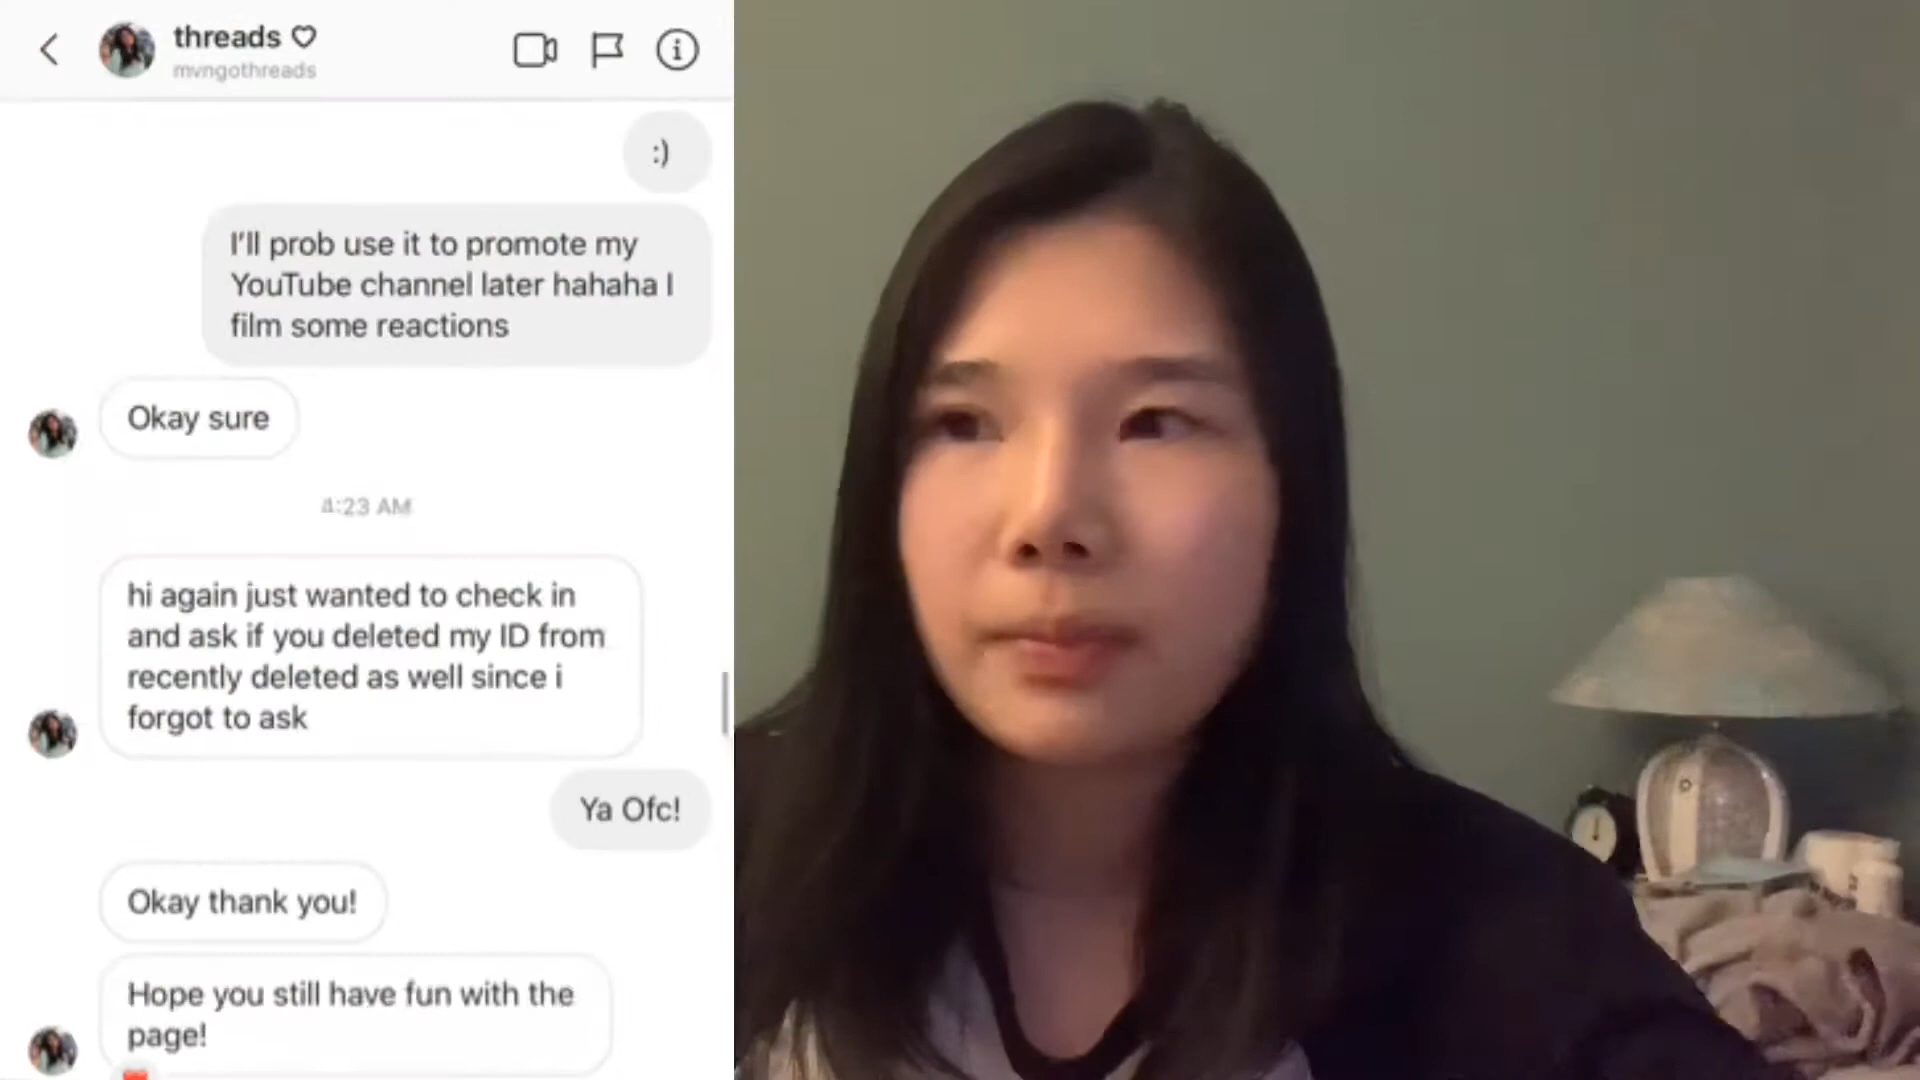 threads ♡
mvngothreads
:)
I'll prob use it to promote my
YouTube channel later hahaha I
film some reactions
Okay sure
4:23 AM
hi again just wanted to check in
and ask if you deleted my ID from
recently deleted as well since i
forgot to ask
Ya Ofc!
Okay thank you!
Hope you still have fun with the
page!